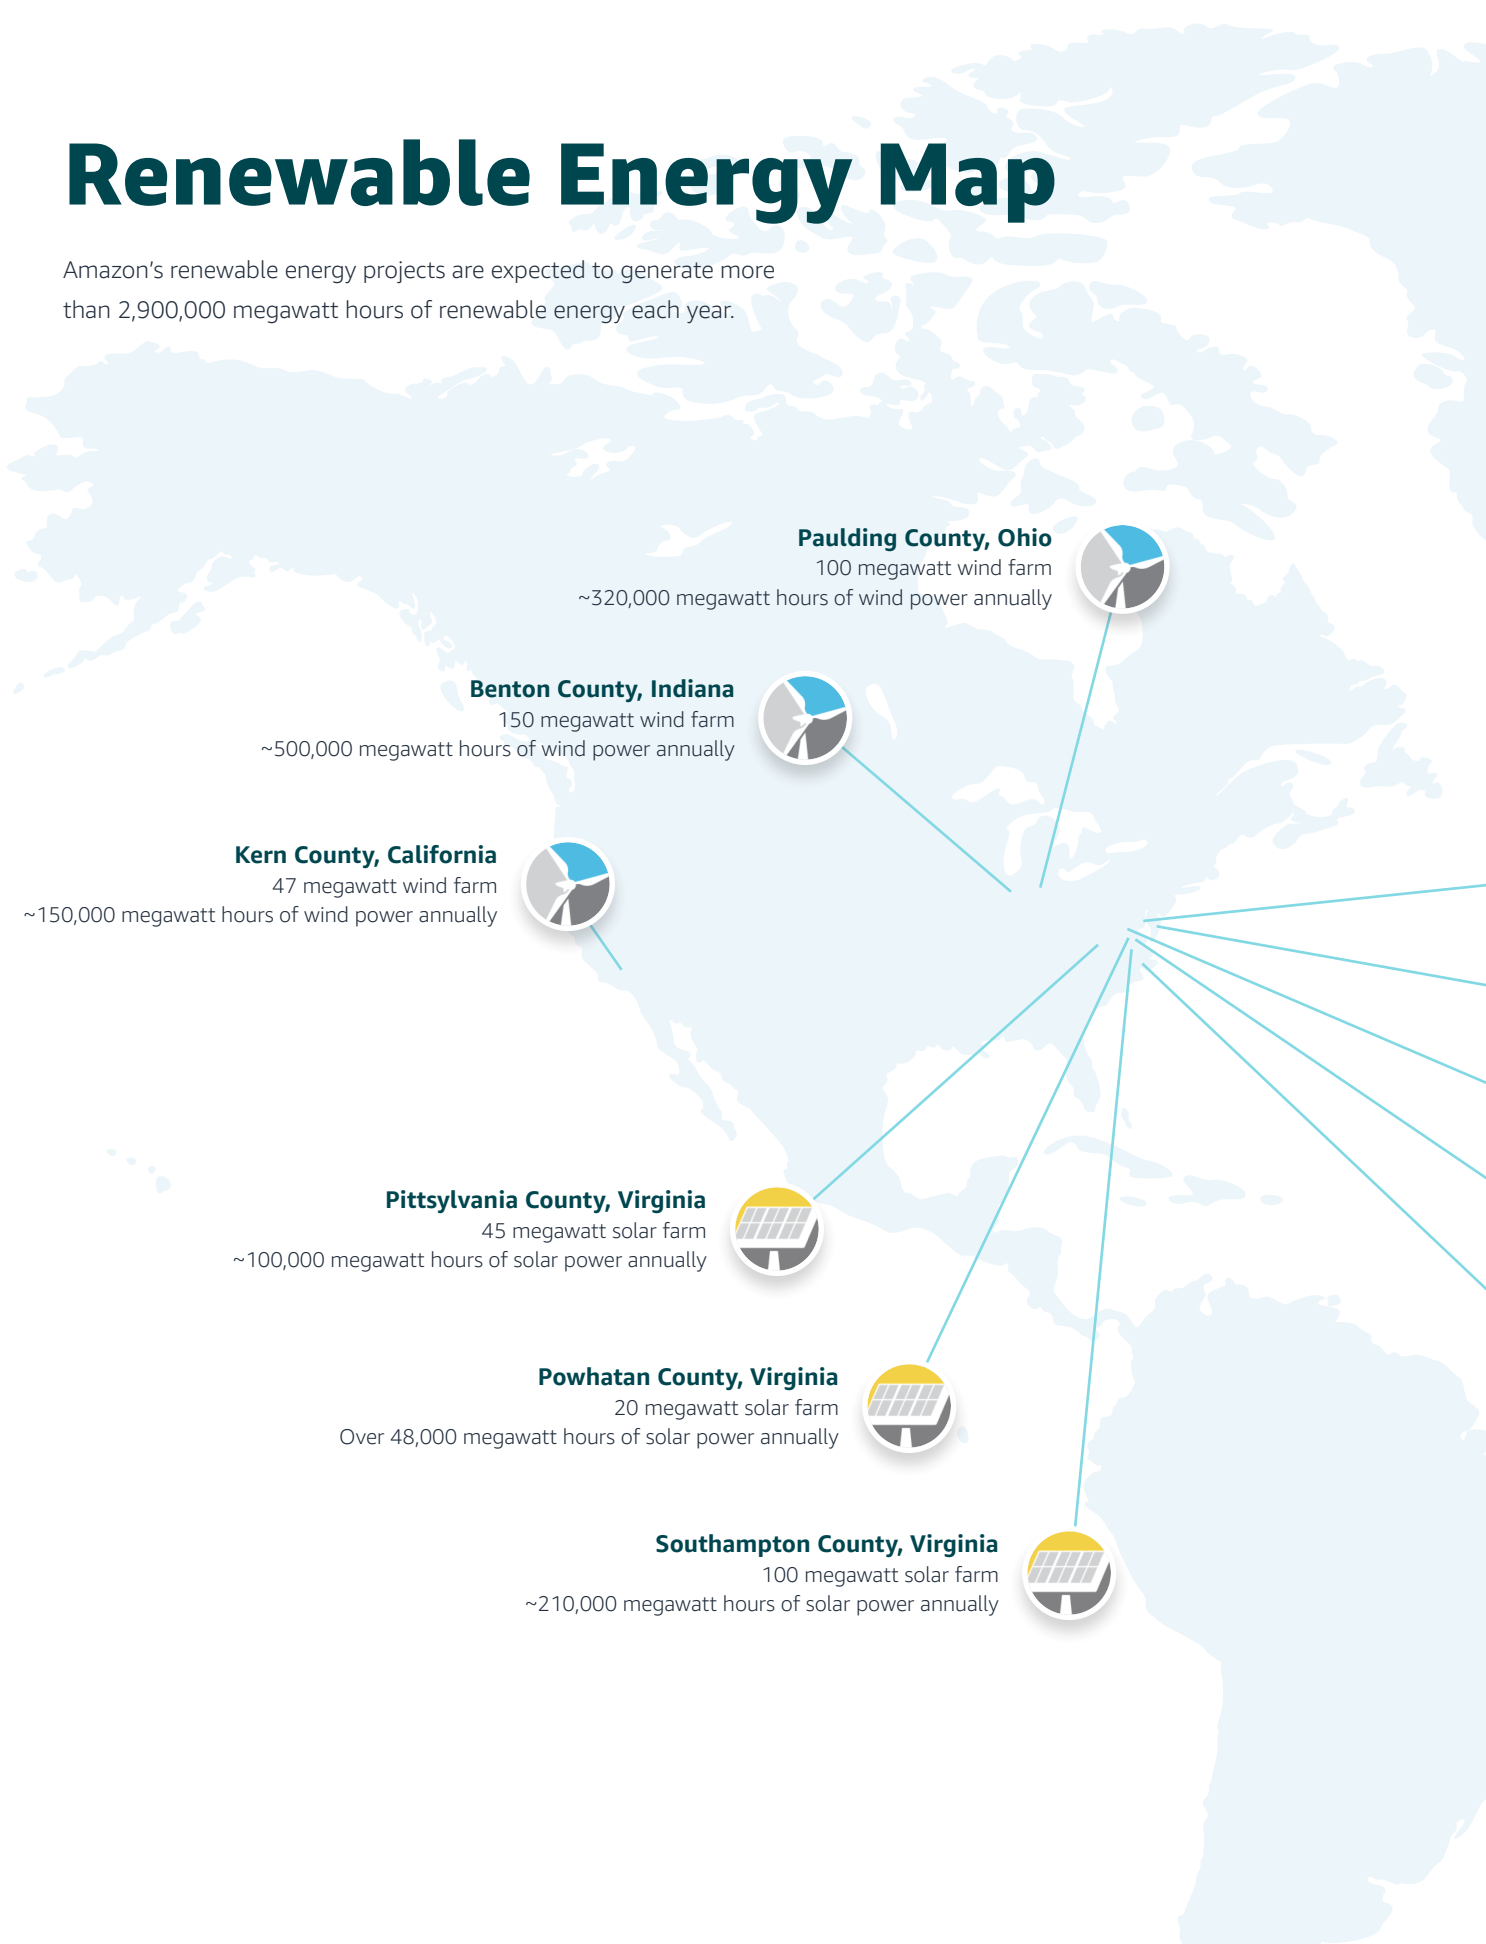 Renewable Energy Map
Amazon’s renewable energy projects are expected to generate more
than 2,900,000 megawatt hours of renewable energy each year.
Paulding County, Ohio
100 megawatt wind farm
~320,000 megawatt hours of wind power annually
Benton County, Indiana
150 megawatt wind farm
~500,000 megawatt hours of wind power annually
Kern County, California
47 megawatt wind farm
~150,000 megawatt hours of wind power annually
Pittsylvania County, Virginia
45 megawatt solar farm
~100,000 megawatt hours of solar power annually
Powhatan County, Virginia
20 megawatt solar farm
Over 48,000 megawatt hours of solar power annually
Southampton County, Virginia
100 megawatt solar farm
~210,000 megawatt hours of solar power annually